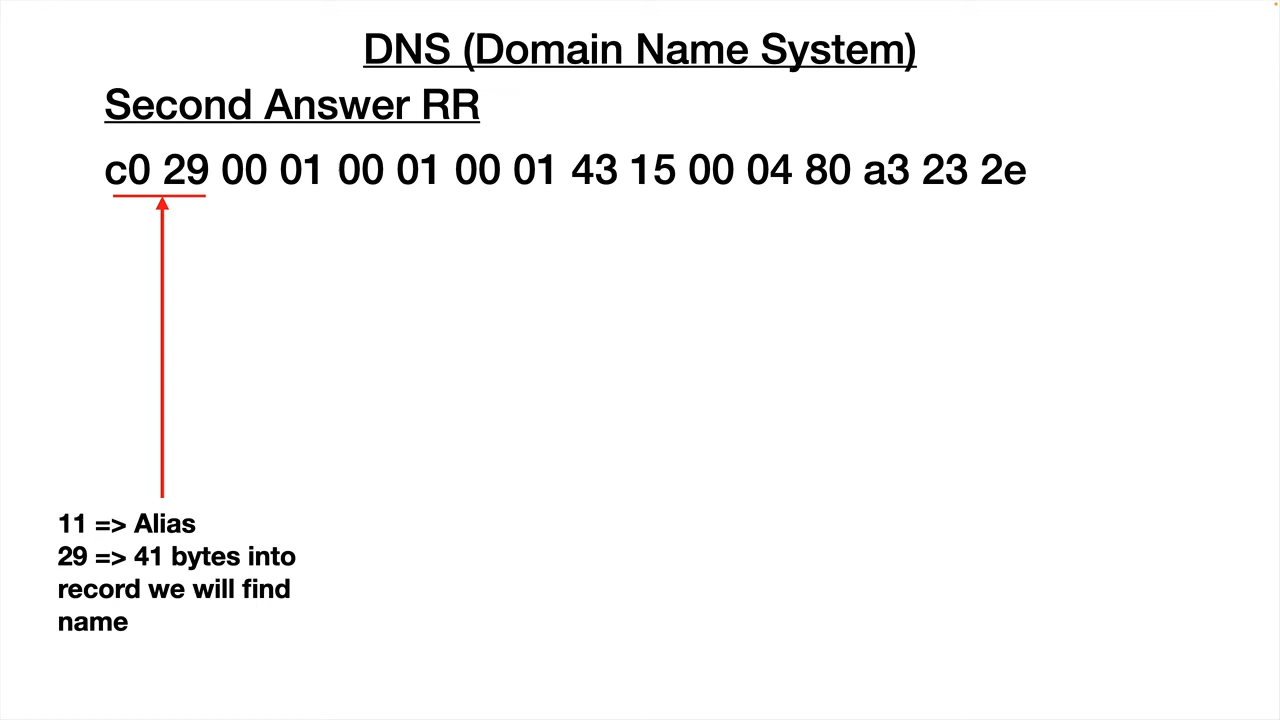 DNS (Domain Name System)
Second Answer RR
c0 29 00 01 00 01 00 01 43 15 00 04 80 a3 23 2e
11 => Alias
29 => 41 bytes into
record we will find
name